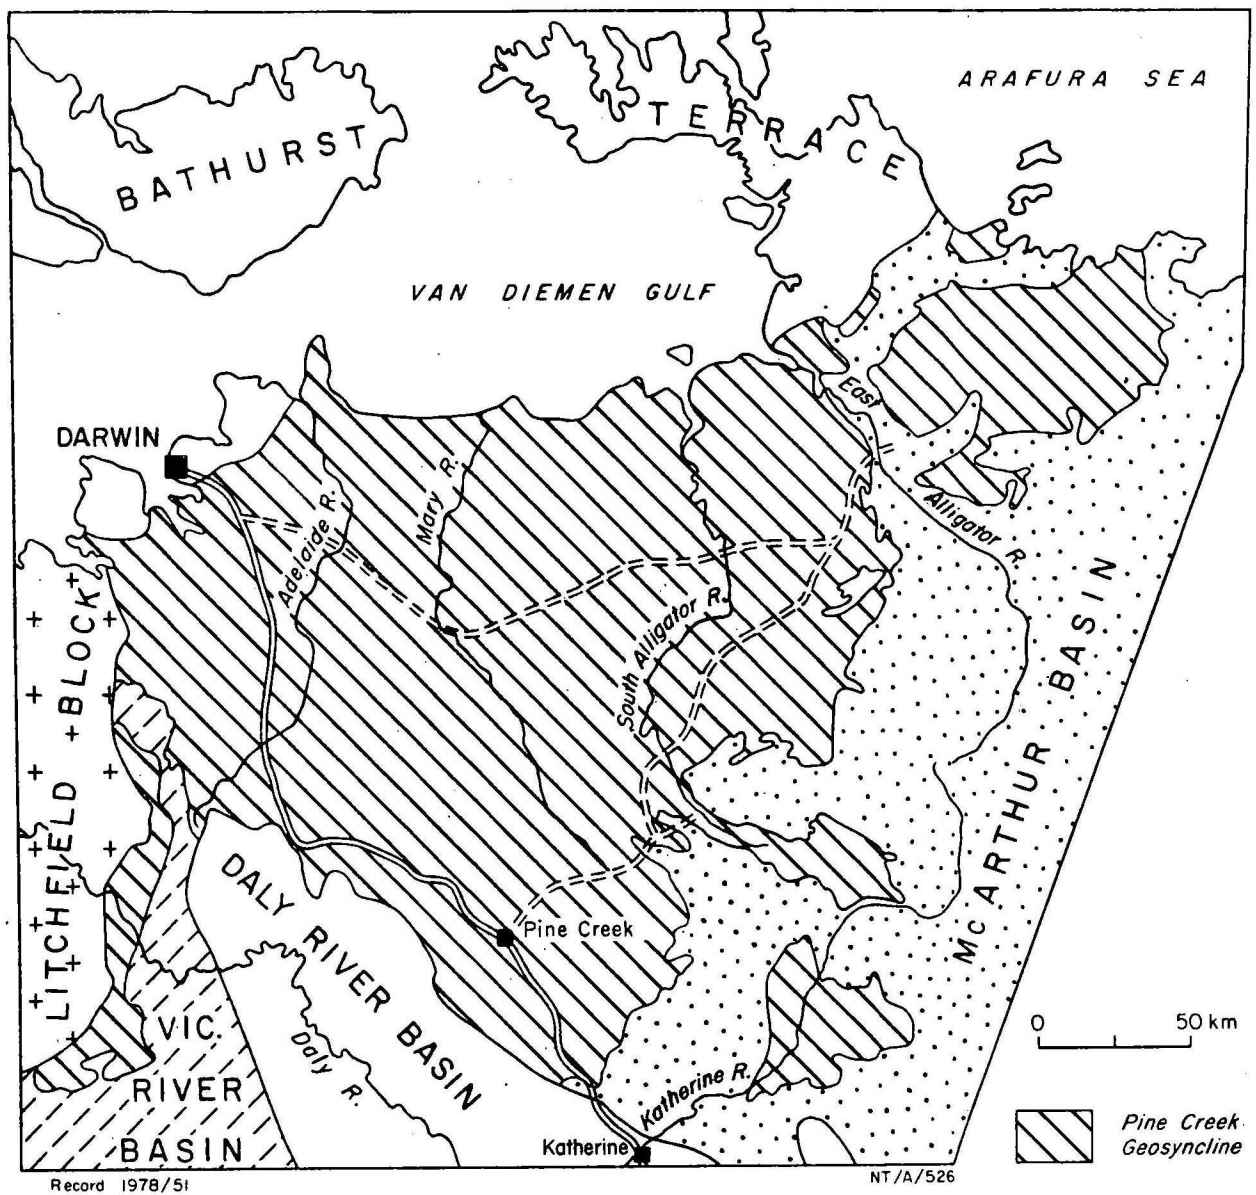 ARAFURA SEA
TERRACE
BATHURST
VAN DIEMEN GULF
DARWIN
East
Alligator R.
Adelaide R.
Mary R.
South Alligator R.
LITCHFIELD BLOCK
McARTHUR BASIN
DALY RIVER BASIN
Pine Creek
Daly R.
VIC.
RIVER
BASIN
Katherine R.
Katherine
0 50 km
Pine Creek
Geosyncline
Record 1978/51
NT/A/526